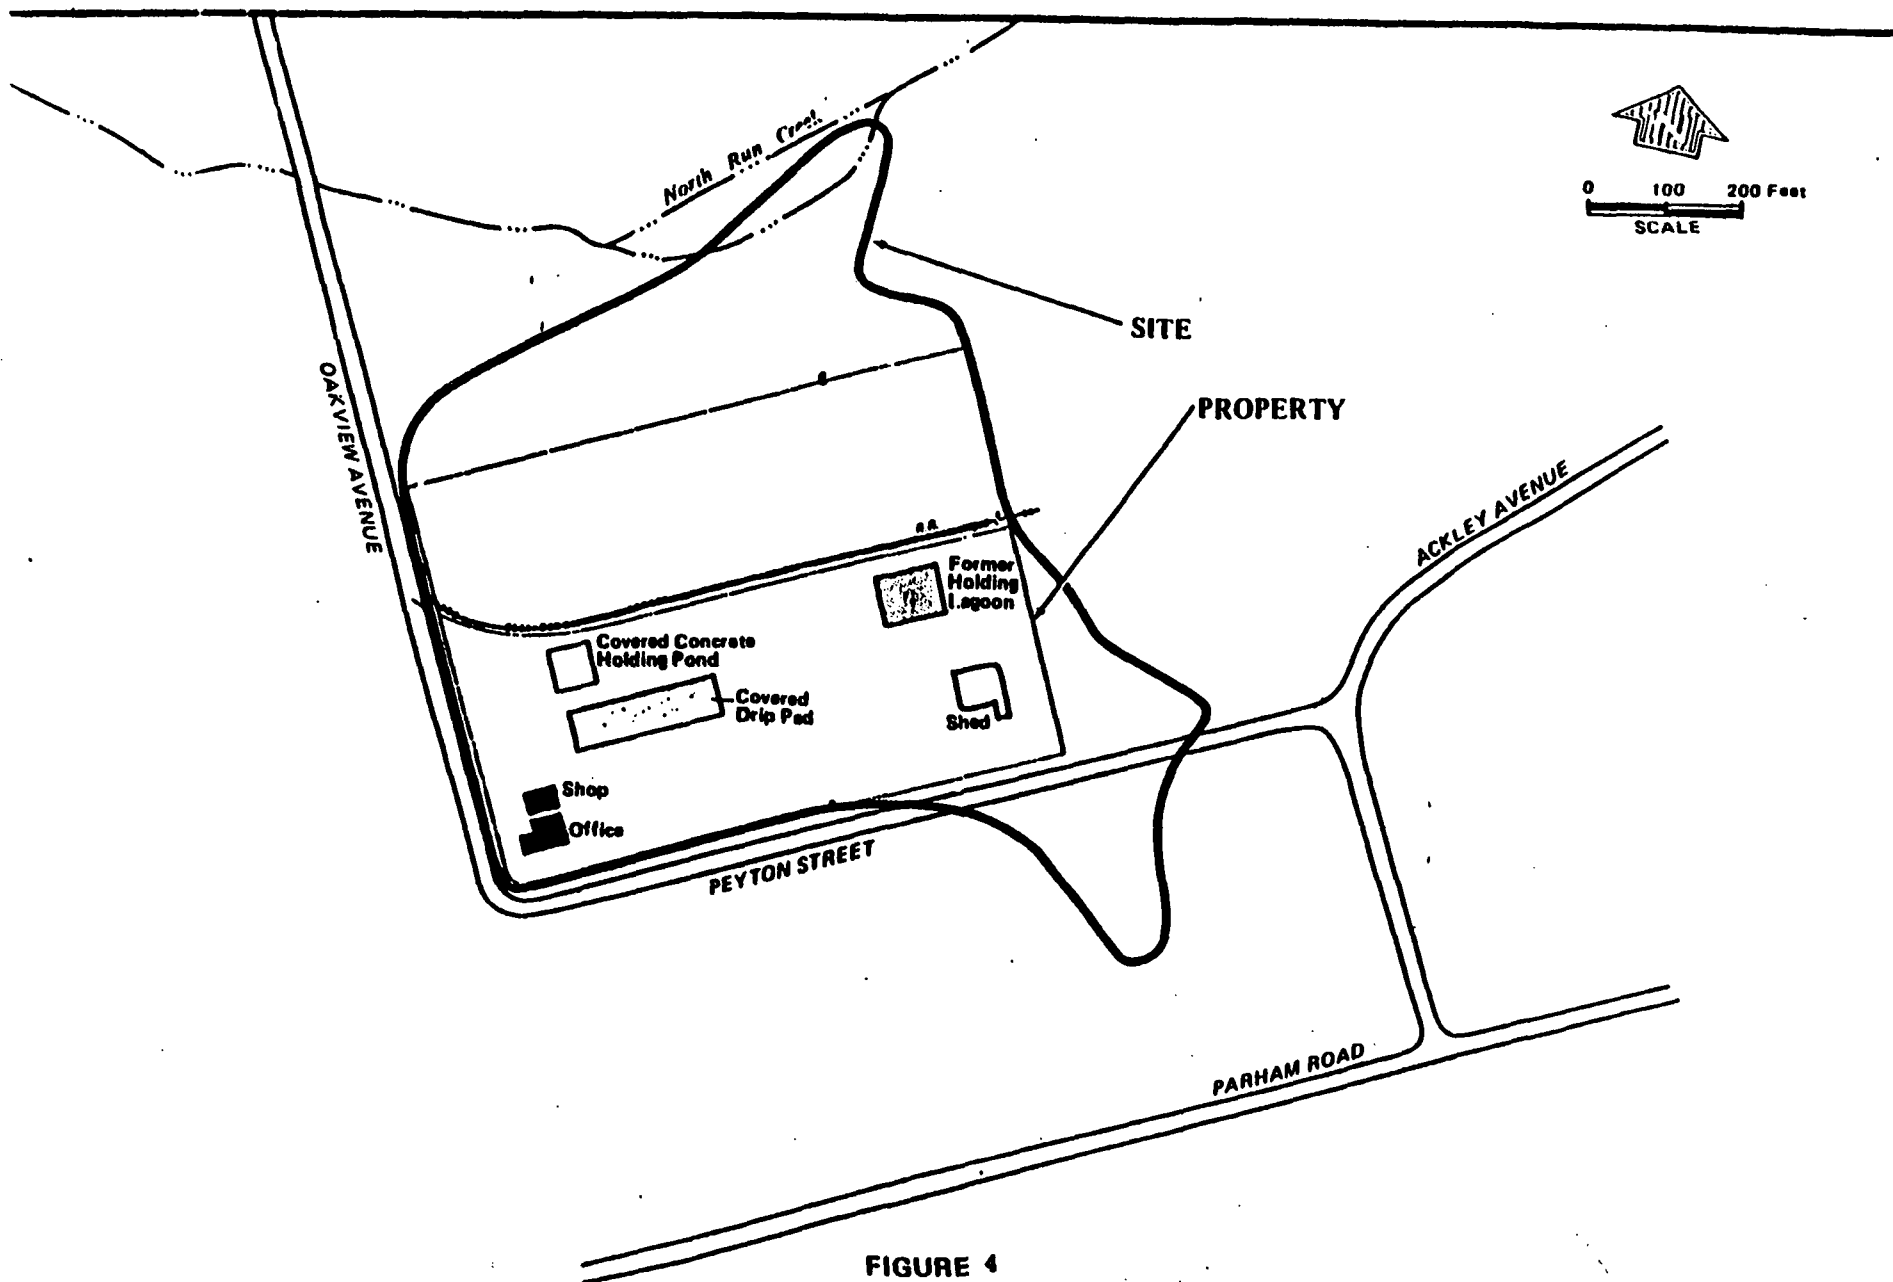 North Run Creek
0 100 200 Feet
SCALE
SITE
PROPERTY
OAKVIEW AVENUE
ACKLEY AVENUE
R.R.
Former
Holding
Lagoon
Covered Concrete
Holding Pond
Covered
Drip Pad
Shed
Shop
Office
PEYTON STREET
PARHAM ROAD
FIGURE 4